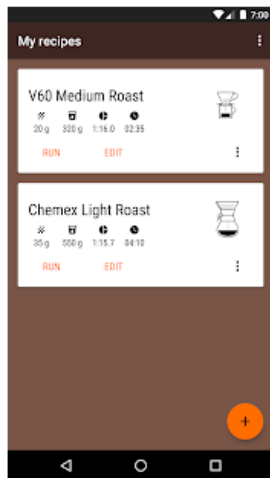 7:00
My recipes
V60 Medium Roast
20 g 320 g 1:16.0 02:35
RUN EDIT
Chemex Light Roast
35 g 550 g 1:15.7 04:10
RUN EDIT
+